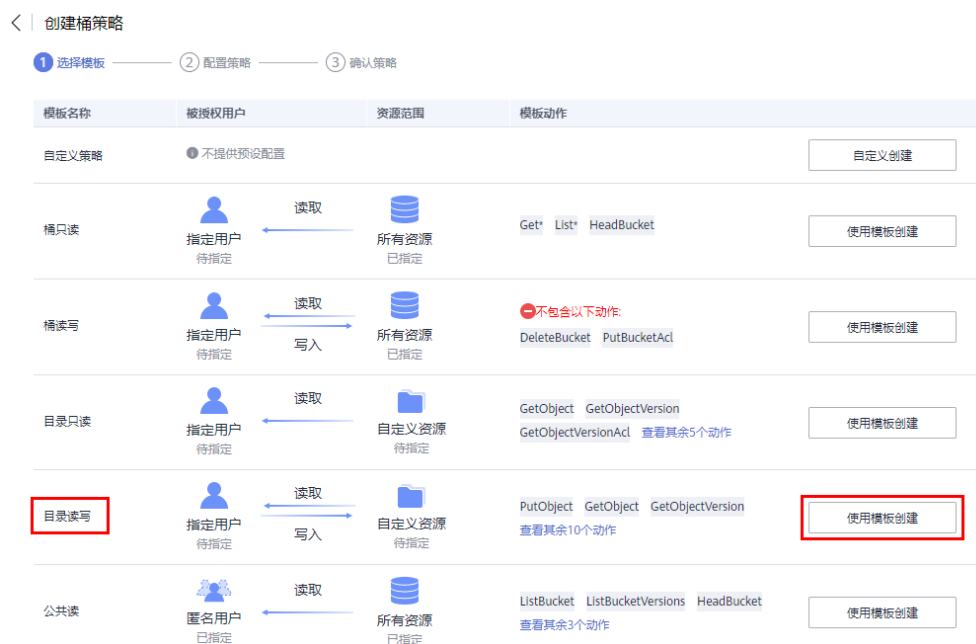 创建桶策略
1 选择模板 2 配置策略 3 确认策略
模板名称 被授权用户 资源范围 模板动作
自定义策略 不提供预设配置 自定义创建
桶只读 指定用户 待指定 读取 所有资源 已指定 Get* List* HeadBucket 使用模板创建
桶读写 指定用户 待指定 读取 写入 所有资源 已指定 不包含以下动作: DeleteBucket PutBucketAcl 使用模板创建
目录只读 指定用户 待指定 读取 自定义资源 待指定 GetObject GetObjectVersion GetObjectVersionAcl 查看其余5个动作 使用模板创建
目录读写 指定用户 待指定 读取 写入 自定义资源 待指定 PutObject GetObject GetObjectVersion 查看其余10个动作 使用模板创建
公共读 匿名用户 已指定 读取 所有资源 已指定 ListBucket ListBucketVersions HeadBucket 查看其余3个动作 使用模板创建